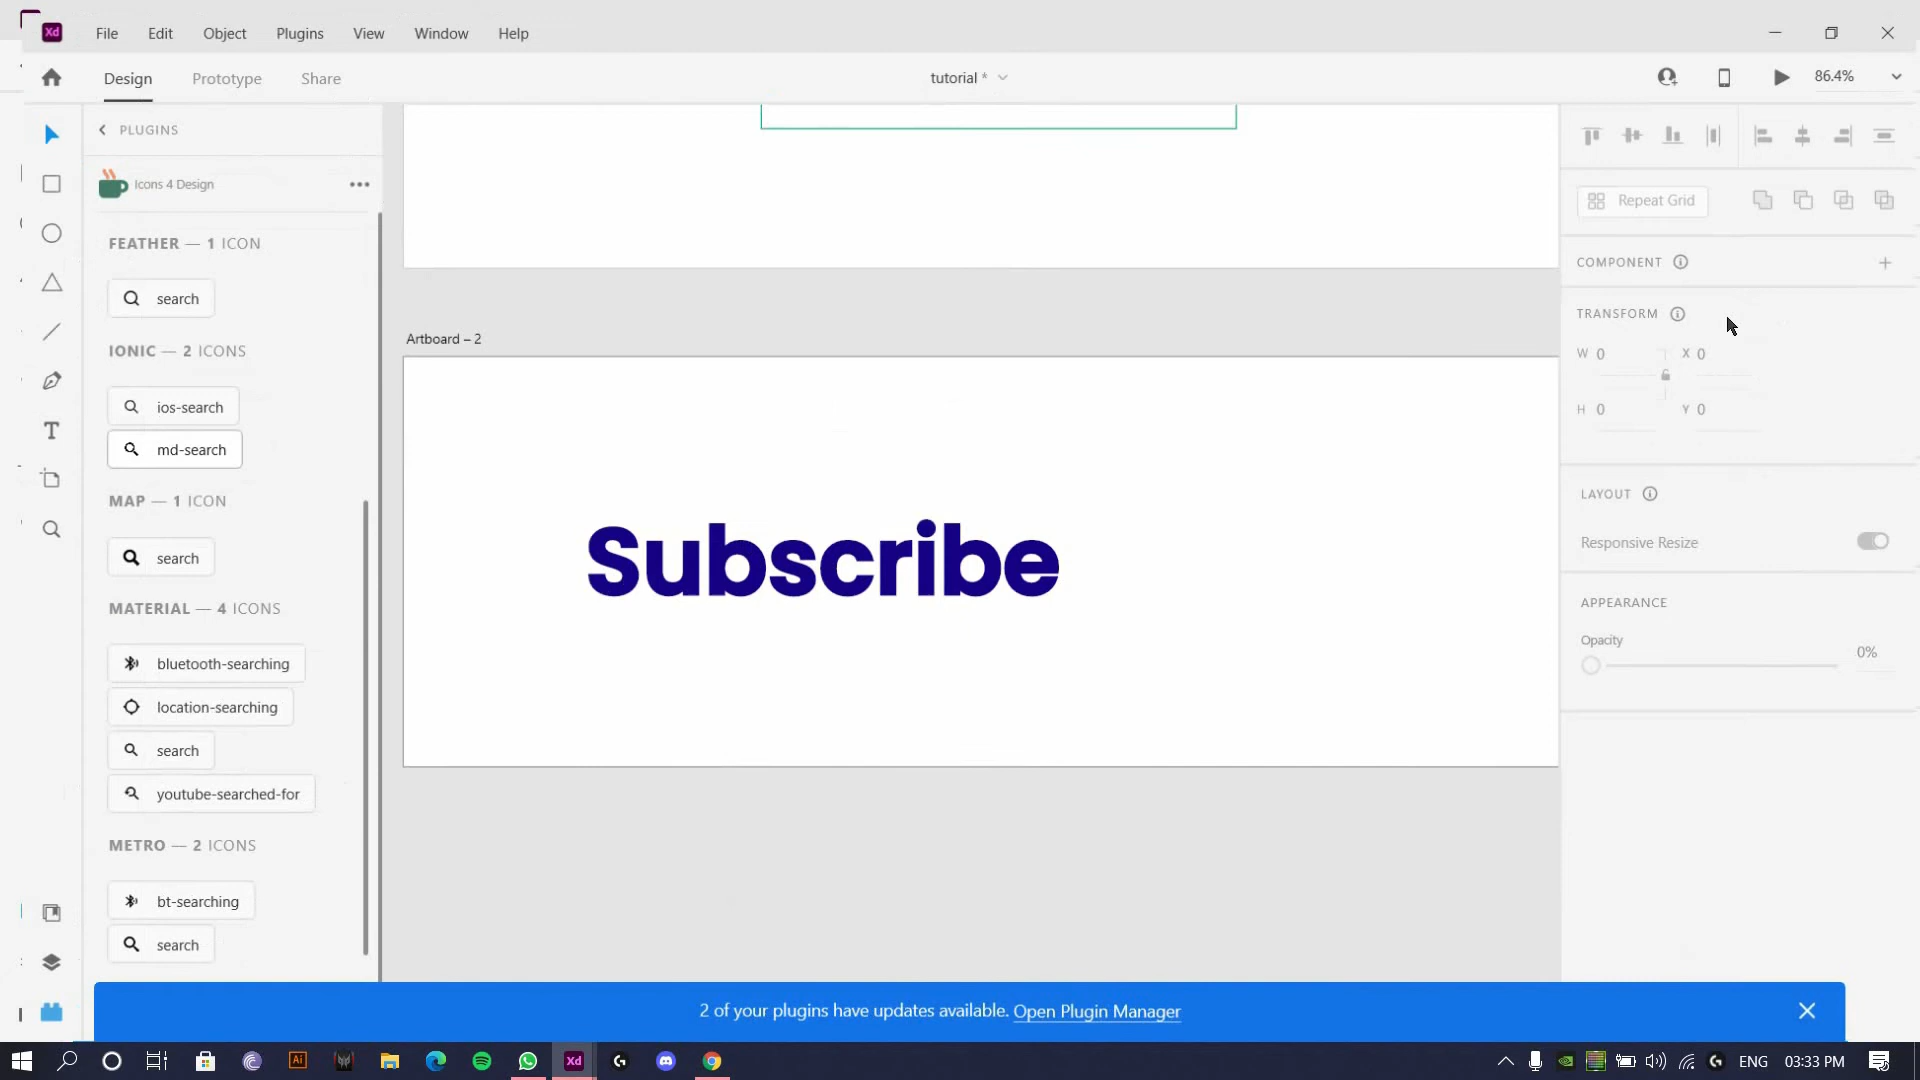 Xd File Edit Object Plugins View Window Help
Design Prototype Share tutorial * 86.4%
PLUGINS
Icons 4 Design
FEATHER — 1 ICON
search
IONIC — 2 ICONS
ios-search
md-search
MAP — 1 ICON
search
MATERIAL — 4 ICONS
bluetooth-searching
location-searching
search
youtube-searched-for
METRO — 2 ICONS
bt-searching
search
Artboard – 2
Subscribe
Repeat Grid
COMPONENT
TRANSFORM
W 0 X 0
H 0 Y 0
LAYOUT
Responsive Resize
APPEARANCE
Opacity
0%
2 of your plugins have updates available. Open Plugin Manager
Ai Xd ENG 03:33 PM